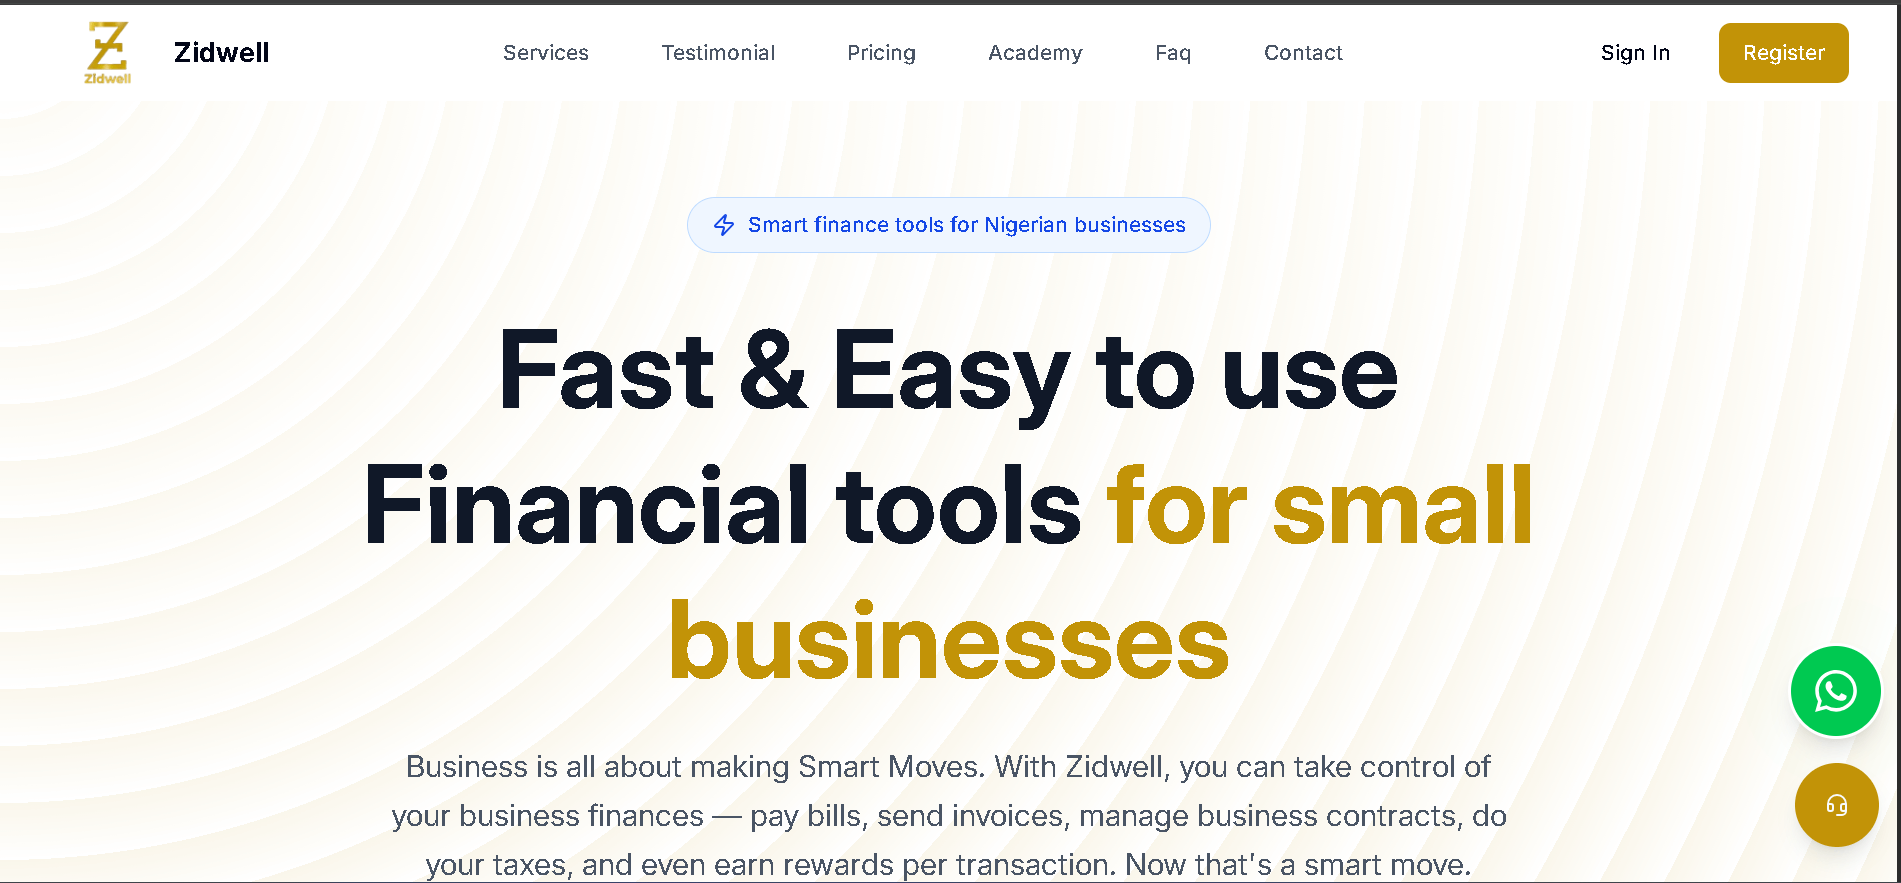 Zidwell
Zidwell
Services
Testimonial
Pricing
Academy
Faq
Contact
Sign In
Register
Smart finance tools for Nigerian businesses
Fast & Easy to use
Financial tools for small
businesses
Business is all about making Smart Moves. With Zidwell, you can take control of
your business finances — pay bills, send invoices, manage business contracts, do
your taxes, and even earn rewards per transaction. Now that's a smart move.